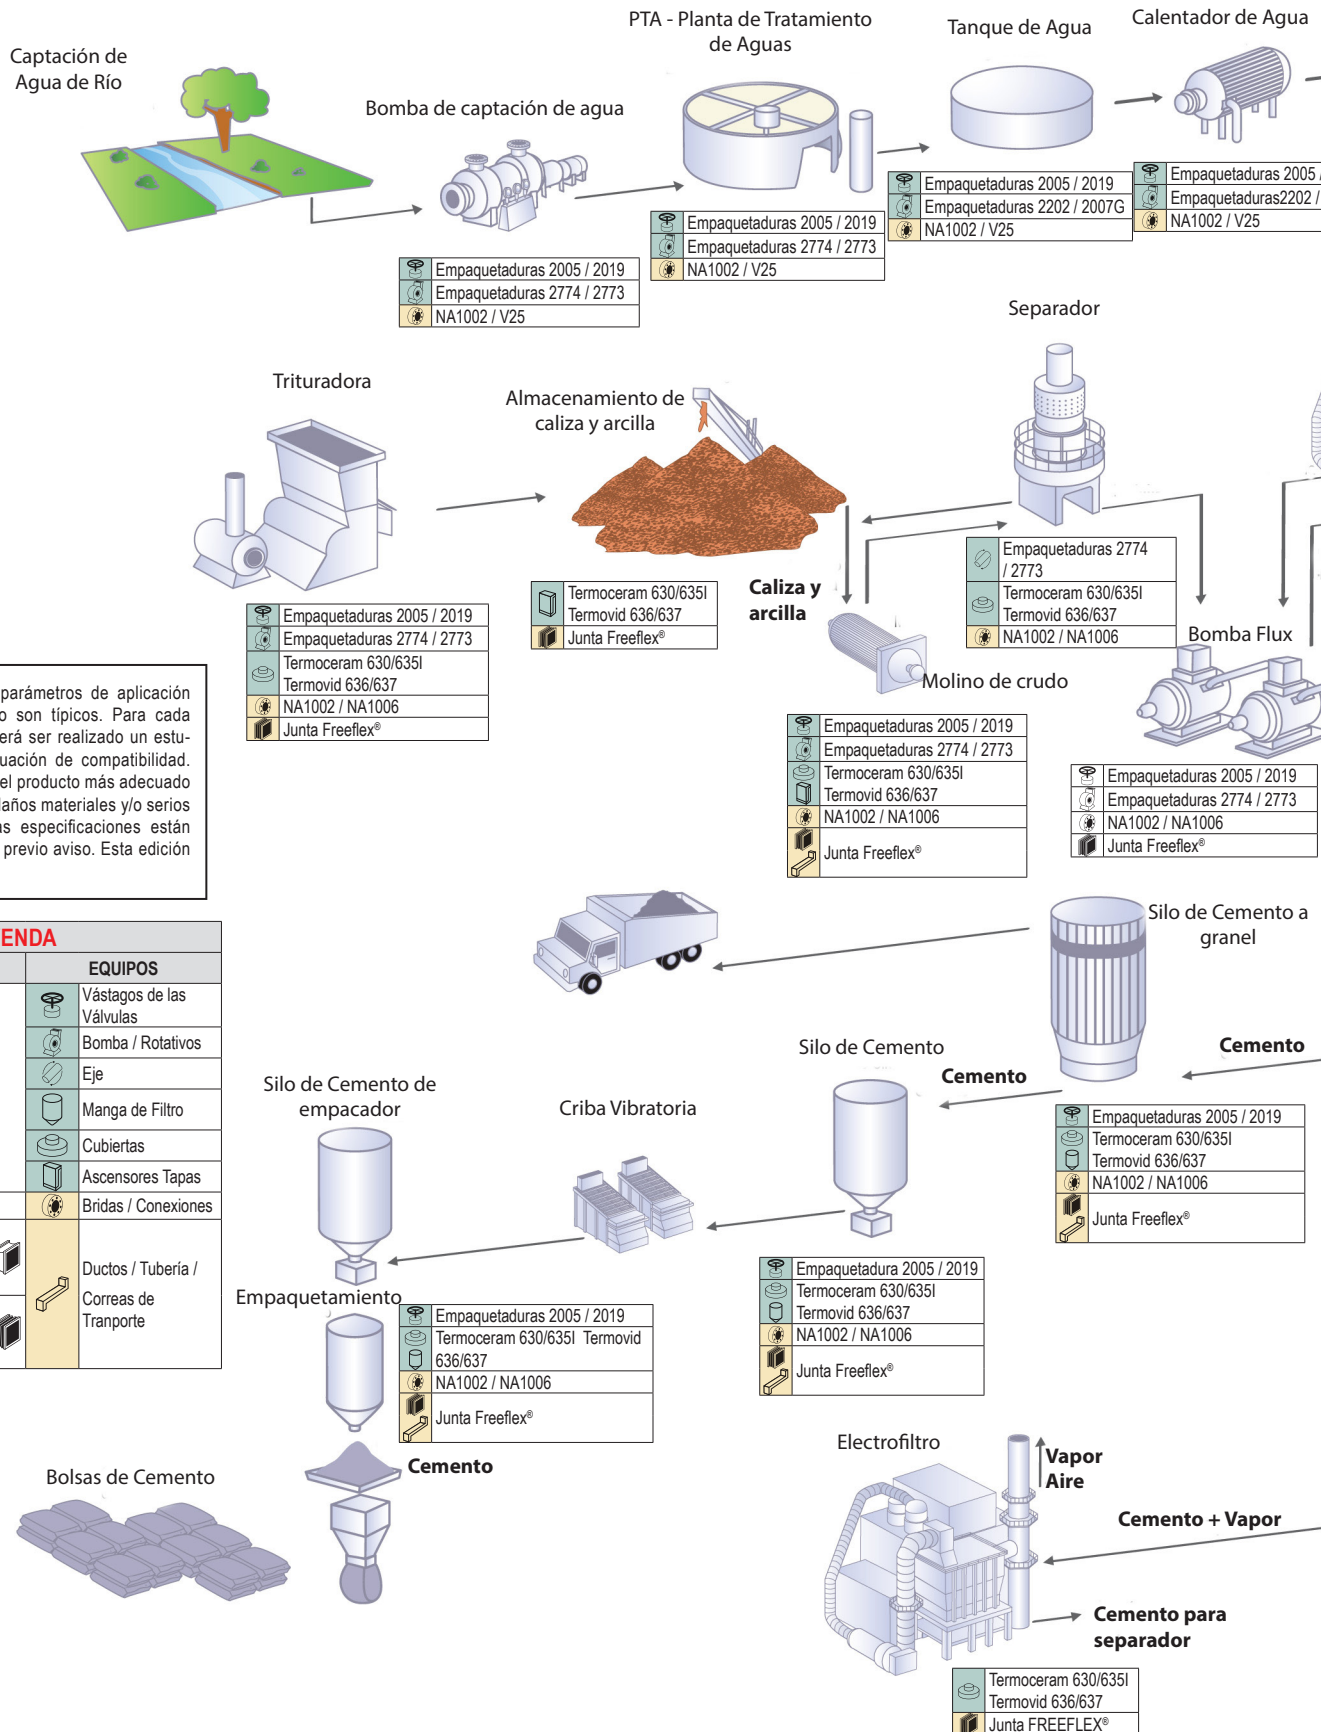 Captación de
Agua de Río
Bomba de captación de agua
PTA - Planta de Tratamiento
de Aguas
Tanque de Agua
Calentador de Agua
Empaquetaduras 2005 / 2019
Empaquetaduras 2774 / 2773
NA1002 / V25
Empaquetaduras 2005 / 2019
Empaquetaduras 2774 / 2773
NA1002 / V25
Empaquetaduras 2005 / 2019
Empaquetaduras 2202 / 2007G
NA1002 / V25
Empaquetaduras 2005 /
Empaquetaduras2202 /
NA1002 / V25
Trituradora
Empaquetaduras 2005 / 2019
Empaquetaduras 2774 / 2773
Termoceram 630/635I
Termovid 636/637
NA1002 / NA1006
Junta Freeflex®
Almacenamiento de
caliza y arcilla
Termoceram 630/635I
Termovid 636/637
Junta Freeflex®
Caliza y
arcilla
Separador
Empaquetaduras 2774
/ 2773
Termoceram 630/635I
Termovid 636/637
NA1002 / NA1006
Molino de crudo
Empaquetaduras 2005 / 2019
Empaquetaduras 2774 / 2773
Termoceram 630/635I
Termovid 636/637
NA1002 / NA1006
Junta Freeflex®
Bomba Flux
Empaquetaduras 2005 / 2019
Empaquetaduras 2774 / 2773
NA1002 / NA1006
Junta Freeflex®
parámetros de aplicación
o son típicos. Para cada
erá ser realizado un estu-
uación de compatibilidad.
el producto más adecuado
laños materiales y/o serios
as especificaciones están
previo aviso. Esta edición
ENDA
EQUIPOS
Vástagos de las
Válvulas
Bomba / Rotativos
Eje
Manga de Filtro
Cubiertas
Ascensores Tapas
Bridas / Conexiones
Ductos / Tubería /
Correas de
Tranporte
Silo de Cemento a
granel
Cemento
Empaquetaduras 2005 / 2019
Termoceram 630/635I
Termovid 636/637
NA1002 / NA1006
Junta Freeflex®
Silo de Cemento
Cemento
Empaquetadura 2005 / 2019
Termoceram 630/635I
Termovid 636/637
NA1002 / NA1006
Junta Freeflex®
Criba Vibratoria
Silo de Cemento de
empacador
Empaquetamiento
Empaquetaduras 2005 / 2019
Termoceram 630/635I Termovid
636/637
NA1002 / NA1006
Junta Freeflex®
Cemento
Bolsas de Cemento
Electrofiltro
Vapor
Aire
Cemento + Vapor
Cemento para
separador
Termoceram 630/635I
Termovid 636/637
Junta FREEFLEX®